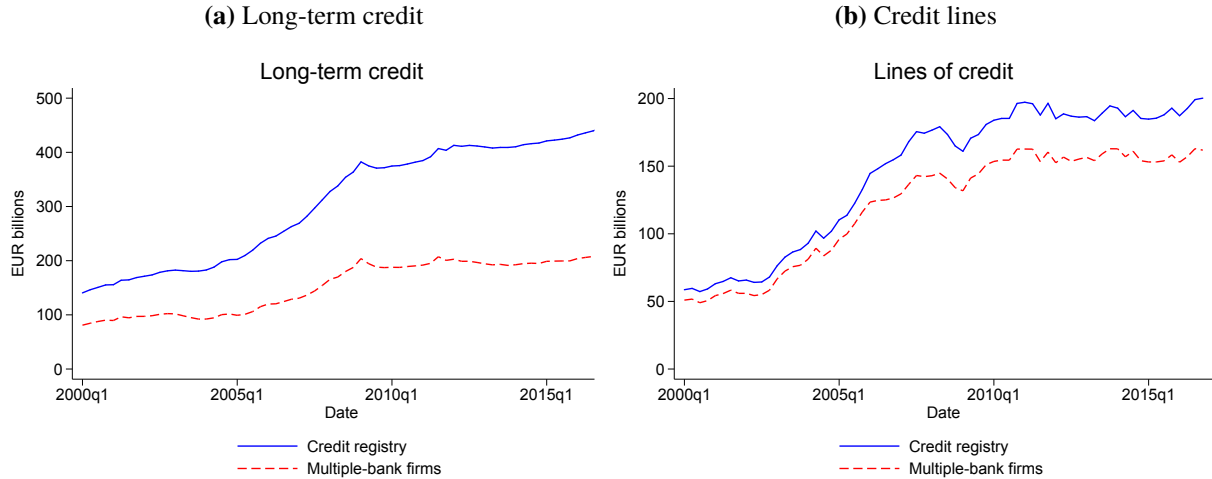 (a) Long-term credit
Long-term credit
EUR billions
500
400
300
200
100
0
2000q1 2005q1 2010q1 2015q1
Date
Credit registry
Multiple-bank firms
(b) Credit lines
Lines of credit
EUR billions
200
150
100
50
0
2000q1 2005q1 2010q1 2015q1
Date
Credit registry
Multiple-bank firms